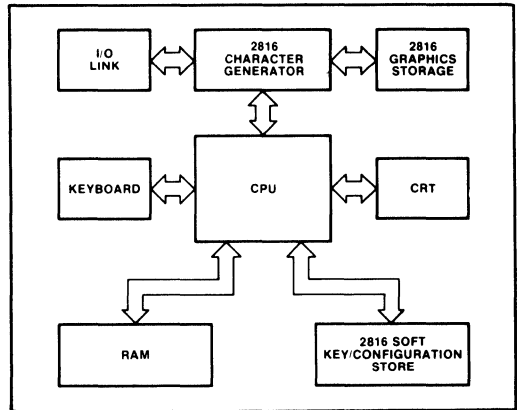 I/O
LINK
2816
CHARACTER
GENERATOR
2816
GRAPHICS
STORAGE
KEYBOARD
CPU
CRT
RAM
2816 SOFT
KEY/CONFIGURATION
STORE